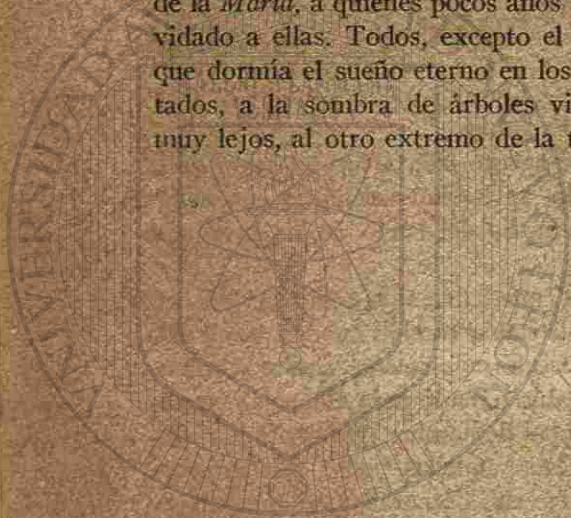 de la María, a quienes pocos años
vidado a ellas. Todos, excepto el
que dormía el sueño eterno en los
tados, a la sombra de árboles vi
muy lejos, al otro extremo de la
UNIVERSIDAD